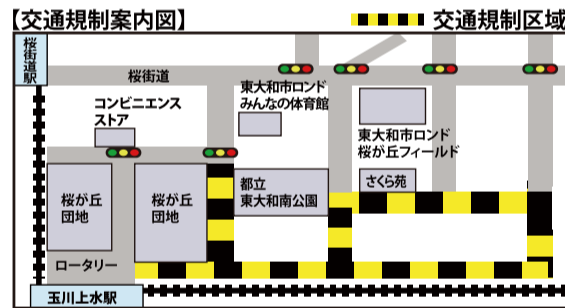 【交通規制案内図】
交通規制区域
桜街道駅
桜街道
コンビニエンス
ストア
東大和市ロンド
みんなの体育館
東大和市ロンド
桜が丘フィールド
桜が丘
団地
桜が丘
団地
都立
東大和南公園
さくら苑
ロータリー
玉川上水駅